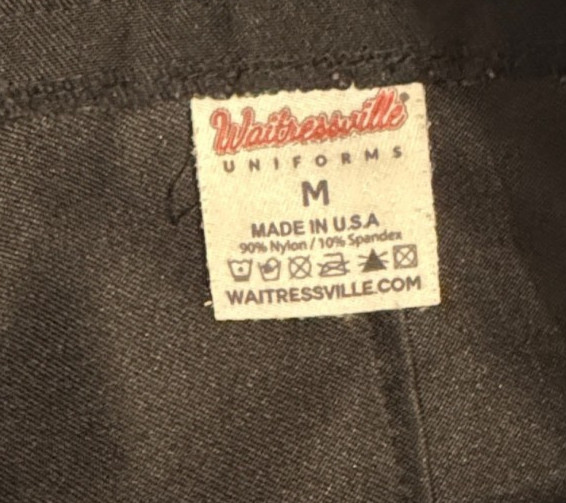 Waitressville
UNIFORMS
M
MADE IN U.S.A
90% Nylon / 10% Spandex
WAITRESSVILLE.COM